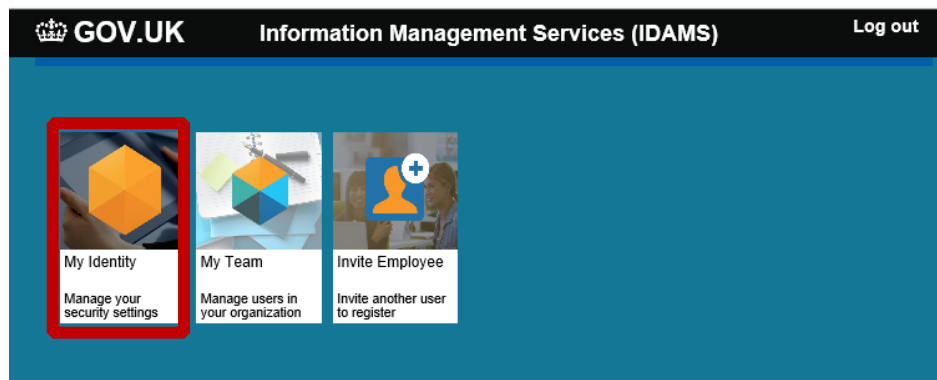 GOV.UK
Information Management Services (IDAMS)
Log out
My Identity
Manage your
security settings
My Team
Manage users in
your organization
Invite Employee
Invite another user
to register